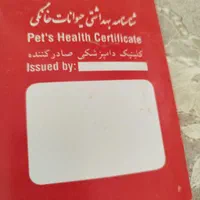 شناسنامه بهداشتی حیوانات خانگی
Pet's Health Certificate
کلینیک دامپزشکی صادر کننده
Issued by: